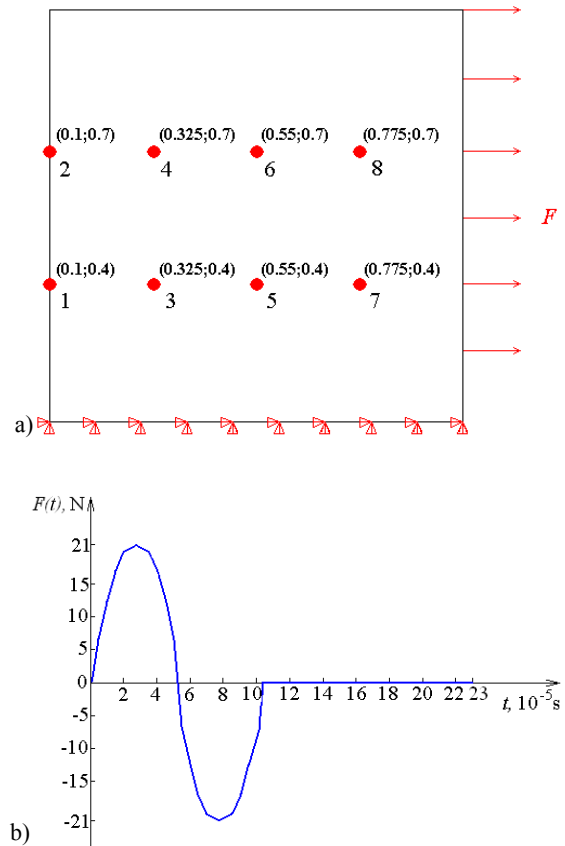 (0.1;0.7) (0.325;0.7) (0.55;0.7) (0.775;0.7)
2 4 6 8
F
(0.1;0.4) (0.325;0.4) (0.55;0.4) (0.775;0.4)
1 3 5 7
a)
F(t), N
21
15
10
5
0
2 4 6 8 10 12 14 16 18 20 22 23
t, 10⁻⁵s
-5
-10
-15
-21
b)